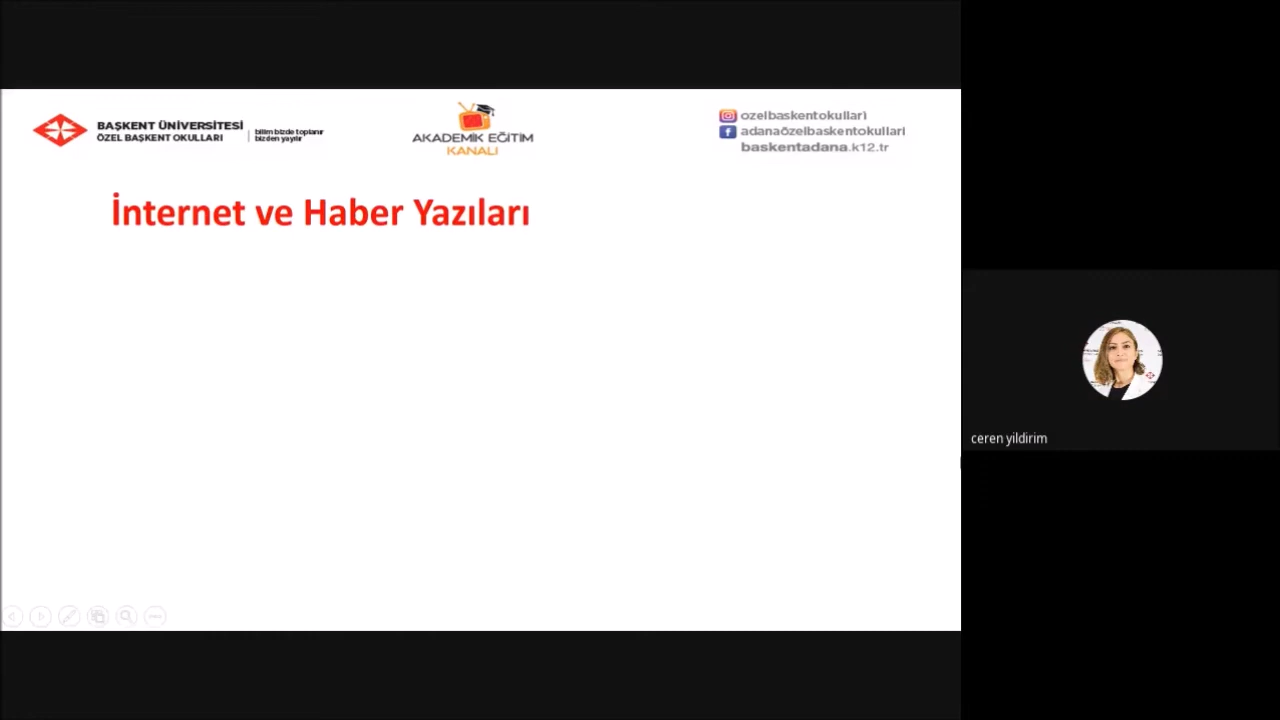 BAŞKENT ÜNİVERSİTESİ
ÖZEL BAŞKENT OKULLARI
bilim bizde toplanır
bizden yayılır
AKADEMİK EĞİTİM
KANALI
ozelbaskentokullari
adanaözelbaskentokullari
baskentadana.k12.tr
İnternet ve Haber Yazıları
ceren yildirim